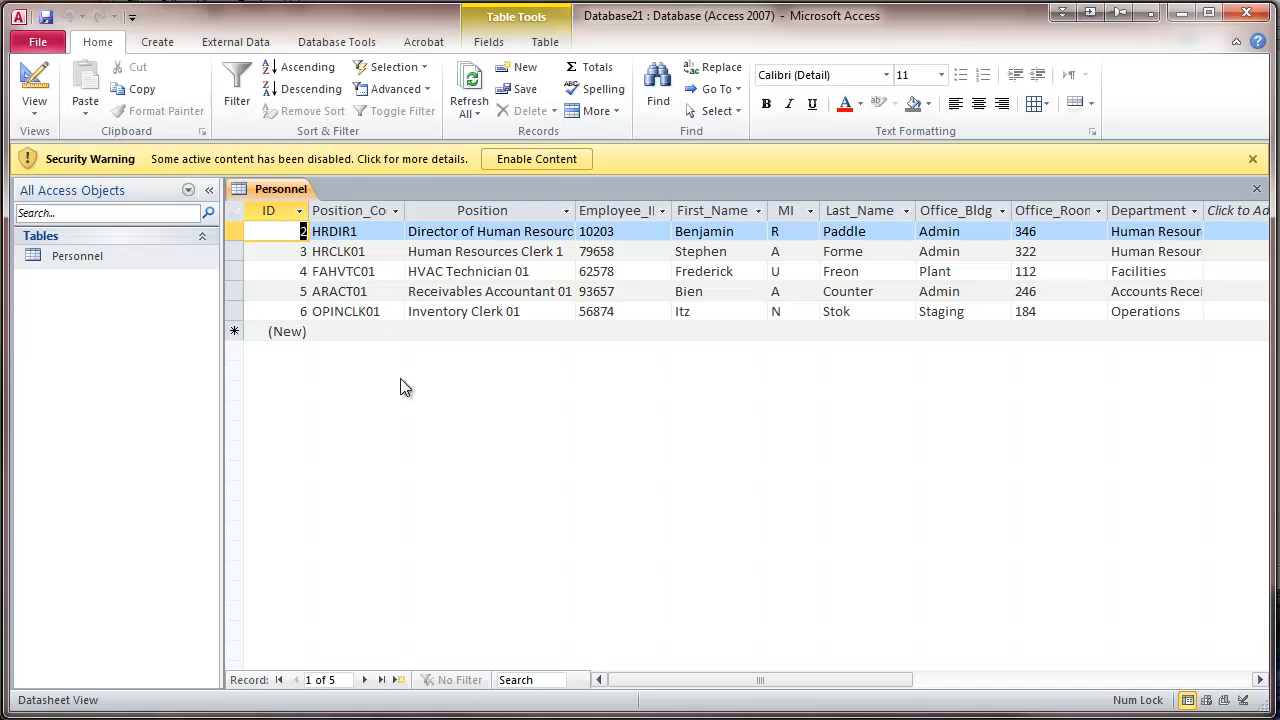 Table Tools
Database21 : Database (Access 2007) - Microsoft Access
File Home Create External Data Database Tools Acrobat Fields Table
View
Views
Paste
Cut
Copy
Format Painter
Clipboard
Filter
Ascending
Descending
Remove Sort
Selection
Advanced
Toggle Filter
Sort & Filter
Refresh
All
New
Save
Delete
Totals
Spelling
More
Records
Find
Replace
Go To
Select
Find
Calibri (Detail) 11
B I U A
Text Formatting
Security Warning Some active content has been disabled. Click for more details. Enable Content
All Access Objects
Search...
Tables
Personnel
Personnel
ID Position_Co Position Employee_II First_Name MI Last_Name Office_Bldg Office_Roon Department Click to Ad
2 HRDIR1 Director of Human Resourc 10203 Benjamin R Paddle Admin 346 Human Resour
3 HRCLK01 Human Resources Clerk 1 79658 Stephen A Forme Admin 322 Human Resour
4 FAHVTC01 HVAC Technician 01 62578 Frederick U Freon Plant 112 Facilities
5 ARACT01 Receivables Accountant 01 93657 Bien A Counter Admin 246 Accounts Recei
6 OPINCLK01 Inventory Clerk 01 56874 Itz N Stok Staging 184 Operations
(New)
Record: 1 of 5 No Filter Search
Datasheet View Num Lock